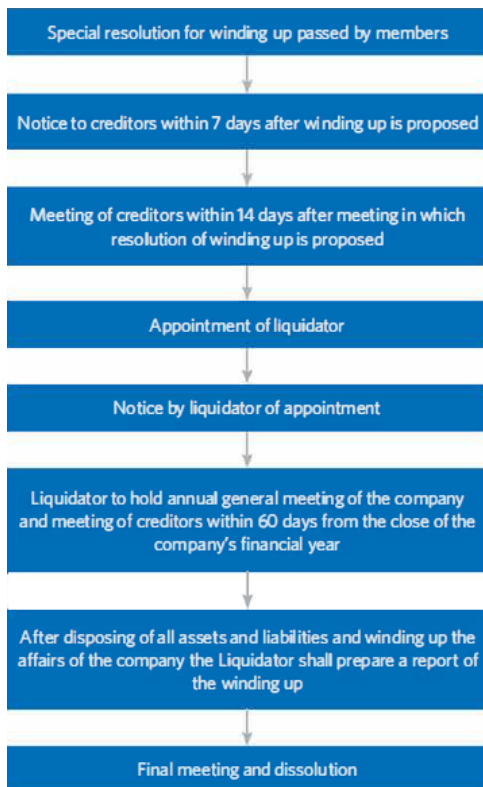 Special resolution for winding up passed by members
Notice to creditors within 7 days after winding up is proposed
Meeting of creditors within 14 days after meeting in which
resolution of winding up is proposed
Appointment of liquidator
Notice by liquidator of appointment
Liquidator to hold annual general meeting of the company
and meeting of creditors within 60 days from the close of the
company's financial year
After disposing of all assets and liabilities and winding up the
affairs of the company the Liquidator shall prepare a report of
the winding up
Final meeting and dissolution